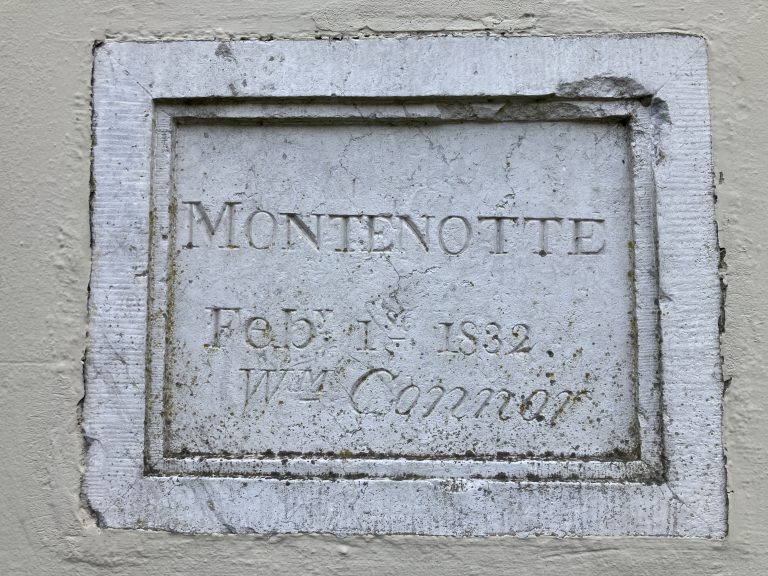 MONTENOTTE
Feby. 1st. 1832
Wm Connor